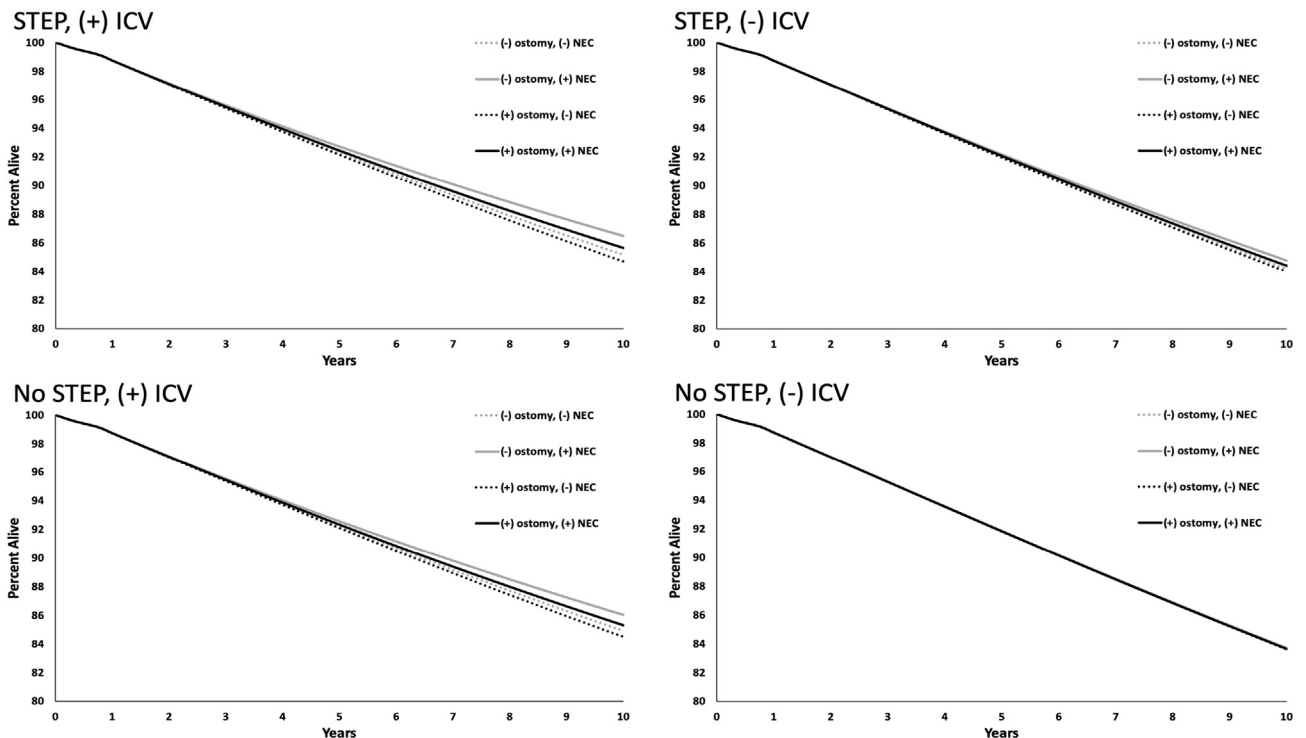 STEP, (+) ICV
100
98
96
94
92
90
88
86
84
82
80
Percent Alive
0 1 2 3 4 5 6 7 8 9 10
Years
(-) ostomy, (-) NEC
(-) ostomy, (+) NEC
(+) ostomy, (-) NEC
(+) ostomy, (+) NEC
STEP, (-) ICV
100
98
96
94
92
90
88
86
84
82
80
Percent Alive
0 1 2 3 4 5 6 7 8 9 10
Years
(-) ostomy, (-) NEC
(-) ostomy, (+) NEC
(+) ostomy, (-) NEC
(+) ostomy, (+) NEC
No STEP, (+) ICV
100
98
96
94
92
90
88
86
84
82
80
Percent Alive
0 1 2 3 4 5 6 7 8 9 10
Years
(-) ostomy, (-) NEC
(-) ostomy, (+) NEC
(+) ostomy, (-) NEC
(+) ostomy, (+) NEC
No STEP, (-) ICV
100
98
96
94
92
90
88
86
84
82
80
Percent Alive
0 1 2 3 4 5 6 7 8 9 10
Years
(-) ostomy, (-) NEC
(-) ostomy, (+) NEC
(+) ostomy, (-) NEC
(+) ostomy, (+) NEC